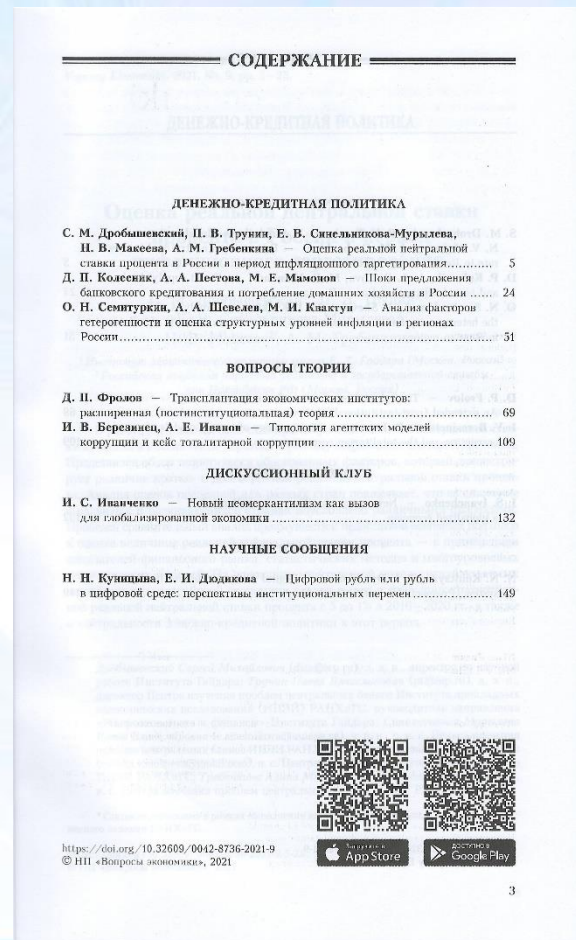 СОДЕРЖАНИЕ
ДЕНЕЖНО-КРЕДИТНАЯ ПОЛИТИКА
С. М. Дробышевский, П. В. Трунин, Е. В. Синельникова-Мурылева,
Н. В. Макеева, А. М. Гребенкина — Оценка реальной нейтральной
ставки процента в России в период инфляционного таргетирования........... 5
Д. П. Колесник, А. А. Пестова, М. Е. Мамонов — Шоки предложения
банковского кредитования и потребление домашних хозяйств в России .... 24
О. Н. Семитуркин, А. А. Шевелев, М. И. Квактун — Анализ факторов
гетерогенности и оценка структурных уровней инфляции в регионах
России........................................................................ 51
ВОПРОСЫ ТЕОРИИ
Д. П. Фролов — Трансплантация экономических институтов:
расширенная (постинституциональная) теория ............................... 69
И. В. Березинец, А. Е. Иванов — Типология агентских моделей
коррупции и кейс тоталитарной коррупции ................................... 109
ДИСКУССИОННЫЙ КЛУБ
И. С. Иванченко — Новый неомеркантилизм как вызов
для глобализированной экономики ............................................. 132
НАУЧНЫЕ СООБЩЕНИЯ
Н. Н. Куницына, Е. И. Дюдикова — Цифровой рубль или рубль
в цифровой среде: перспективы институциональных перемен ................ 149
Загрузите в
App Store
ДОСТУПНО В
Google Play
https://doi.org/10.32609/0042-8736-2021-9
© НП «Вопросы экономики», 2021
3